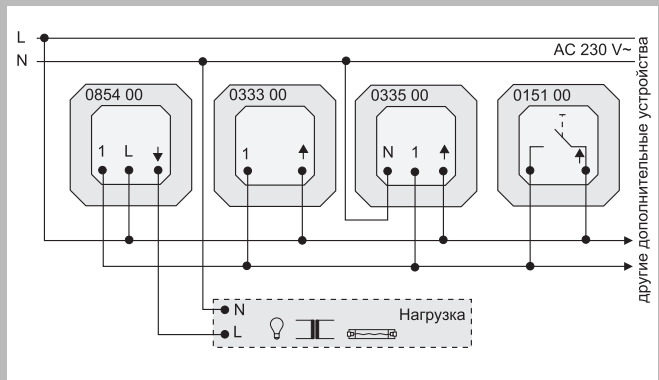 L
N
AC 230 V~
0854 00
0333 00
0335 00
0151 00
1 L
1
N 1
N
L
Нагрузка
другие дополнительные устройства